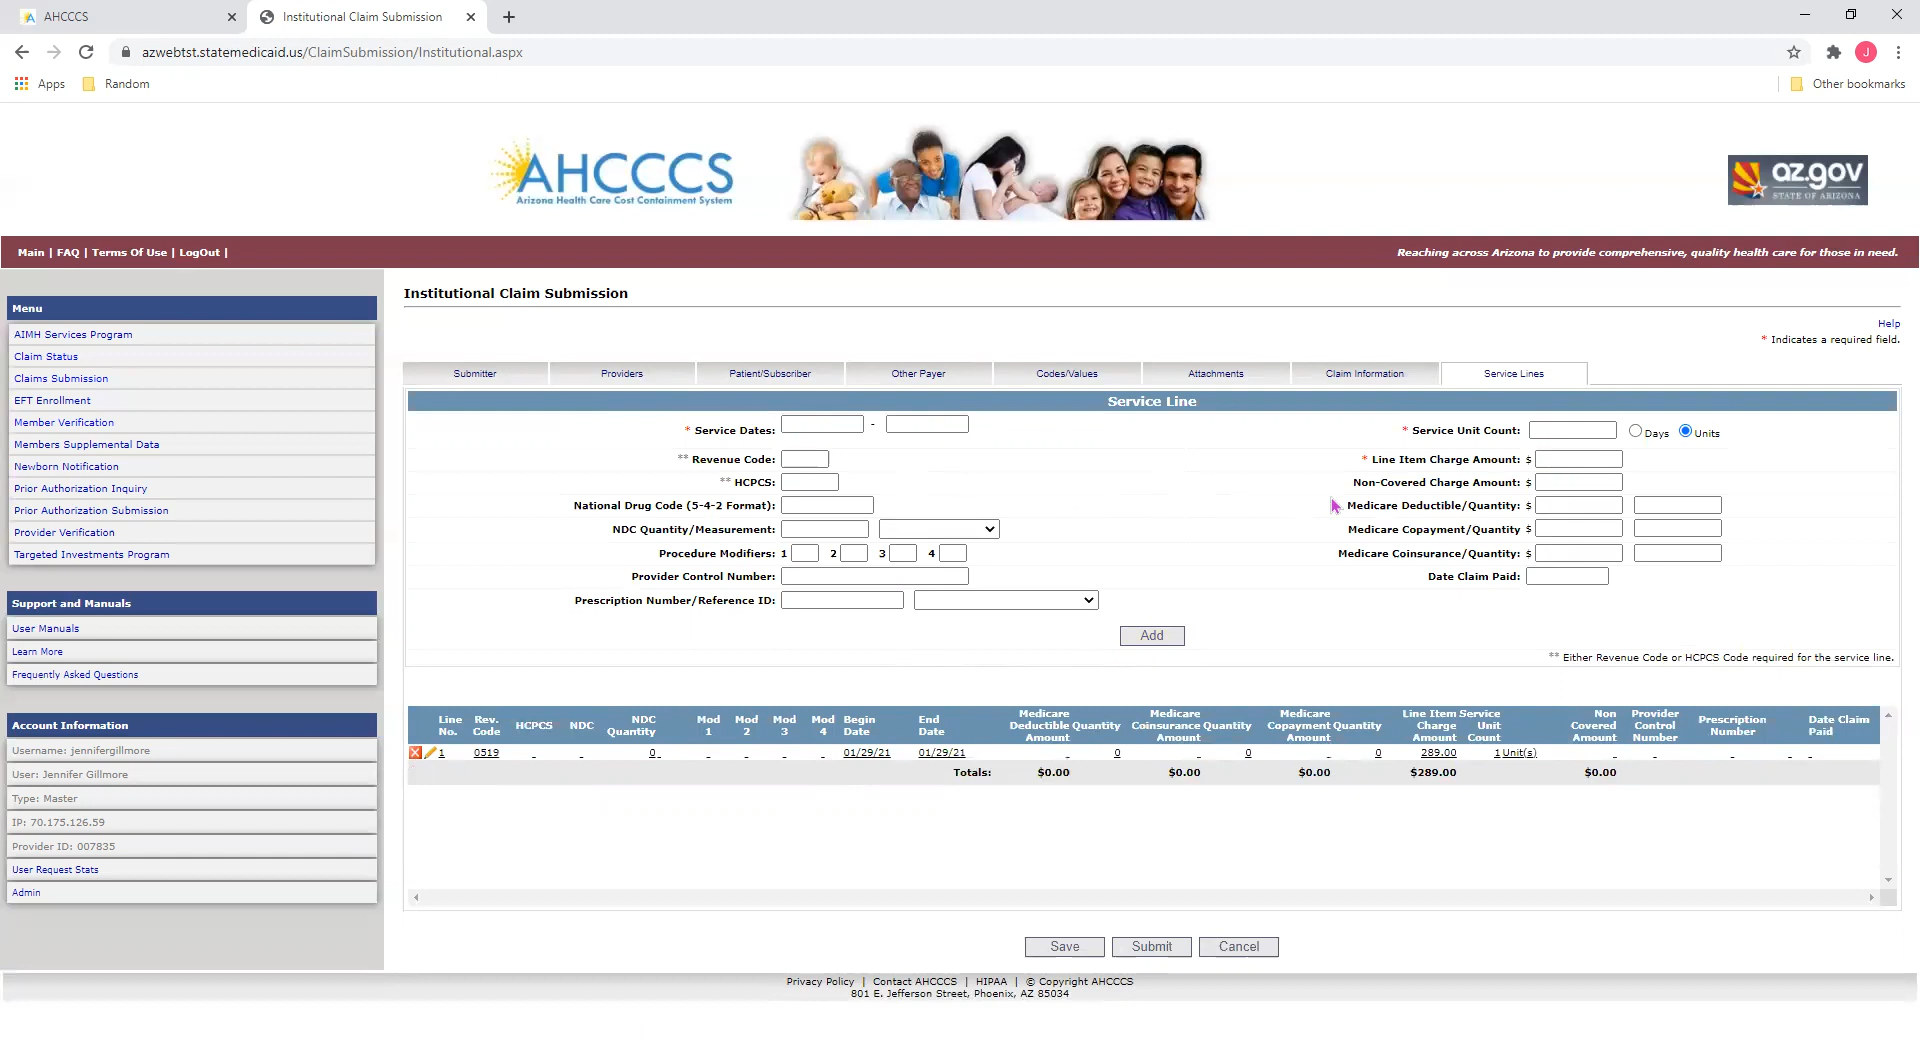 AHCCCS
Institutional Claim Submission
azwebtst.statemedicaid.us/ClaimSubmission/Institutional.aspx
J
Apps
Random
Other bookmarks
AHCCCS
Arizona Health Care Cost Containment System
az.gov
STATE OF ARIZONA
Main | FAQ | Terms Of Use | LogOut |
Reaching across Arizona to provide comprehensive, quality health care for those in need.
Menu
AIMH Services Program
Claim Status
Claims Submission
EFT Enrollment
Member Verification
Members Supplemental Data
Newborn Notification
Prior Authorization Inquiry
Prior Authorization Submission
Provider Verification
Targeted Investments Program
Support and Manuals
User Manuals
Learn More
Frequently Asked Questions
Account Information
Username: jennifergillmore
User: Jennifer Gillmore
Type: Master
IP: 70.175.126.59
Provider ID: 007835
User Request Stats
Admin
Institutional Claim Submission
Help
* Indicates a required field.
Submitter Providers Patient/Subscriber Other Payer Codes/Values Attachments Claim Information Service Lines
Service Line
* Service Dates: - * Service Unit Count: Days Units
** Revenue Code: * Line Item Charge Amount: $
** HCPCS: Non-Covered Charge Amount: $
National Drug Code (5-4-2 Format): Medicare Deductible/Quantity: $
NDC Quantity/Measurement: Medicare Copayment/Quantity $
Procedure Modifiers: 1 2 3 4 Medicare Coinsurance/Quantity: $
Provider Control Number: Date Claim Paid:
Prescription Number/Reference ID:
Add
** Either Revenue Code or HCPCS Code required for the service line.
Line No. Rev. Code HCPCS NDC NDC Quantity Mod 1 Mod 2 Mod 3 Mod 4 Begin Date End Date Medicare Deductible Amount Quantity Medicare Coinsurance Amount Quantity Medicare Copayment Amount Quantity Line Item Charge Amount Service Unit Count Non Covered Amount Provider Control Number Prescription Number Date Claim Paid
1 0519 0 01/29/21 01/29/21 0 0 0 289.00 1 Unit(s)
Totals: $0.00 $0.00 $0.00 $289.00 $0.00
Save Submit Cancel
Privacy Policy | Contact AHCCCS | HIPAA | © Copyright AHCCCS
801 E. Jefferson Street, Phoenix, AZ 85034